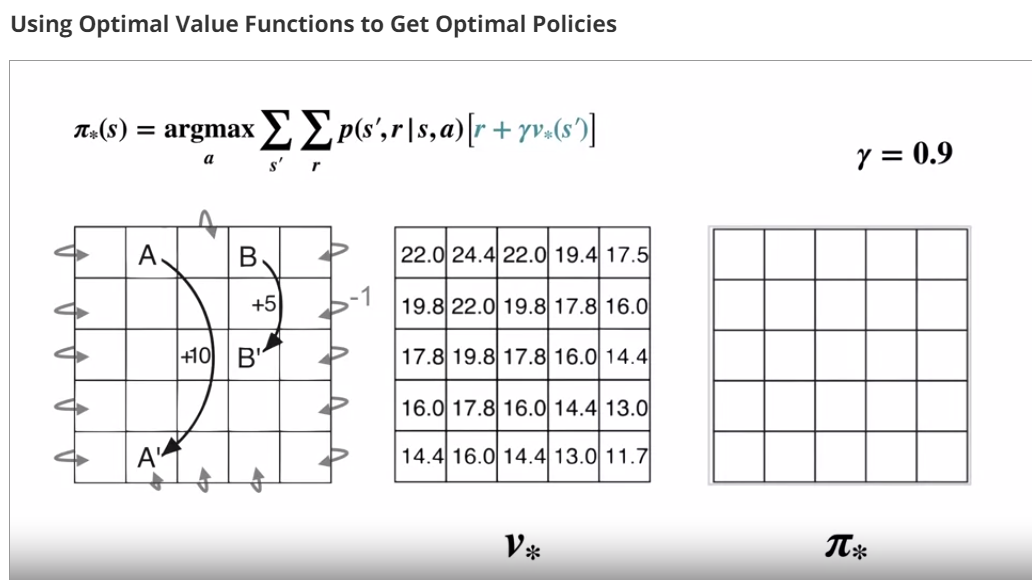 Using Optimal Value Functions to Get Optimal Policies
π*(s) = argmax ∑ ∑ p(s′, r | s, a)[r + γv*(s′)]
a s′ r
γ = 0.9
A B
+5 -1
+10 B'
A'
22.0 24.4 22.0 19.4 17.5
19.8 22.0 19.8 17.8 16.0
17.8 19.8 17.8 16.0 14.4
16.0 17.8 16.0 14.4 13.0
14.4 16.0 14.4 13.0 11.7
v*
π*